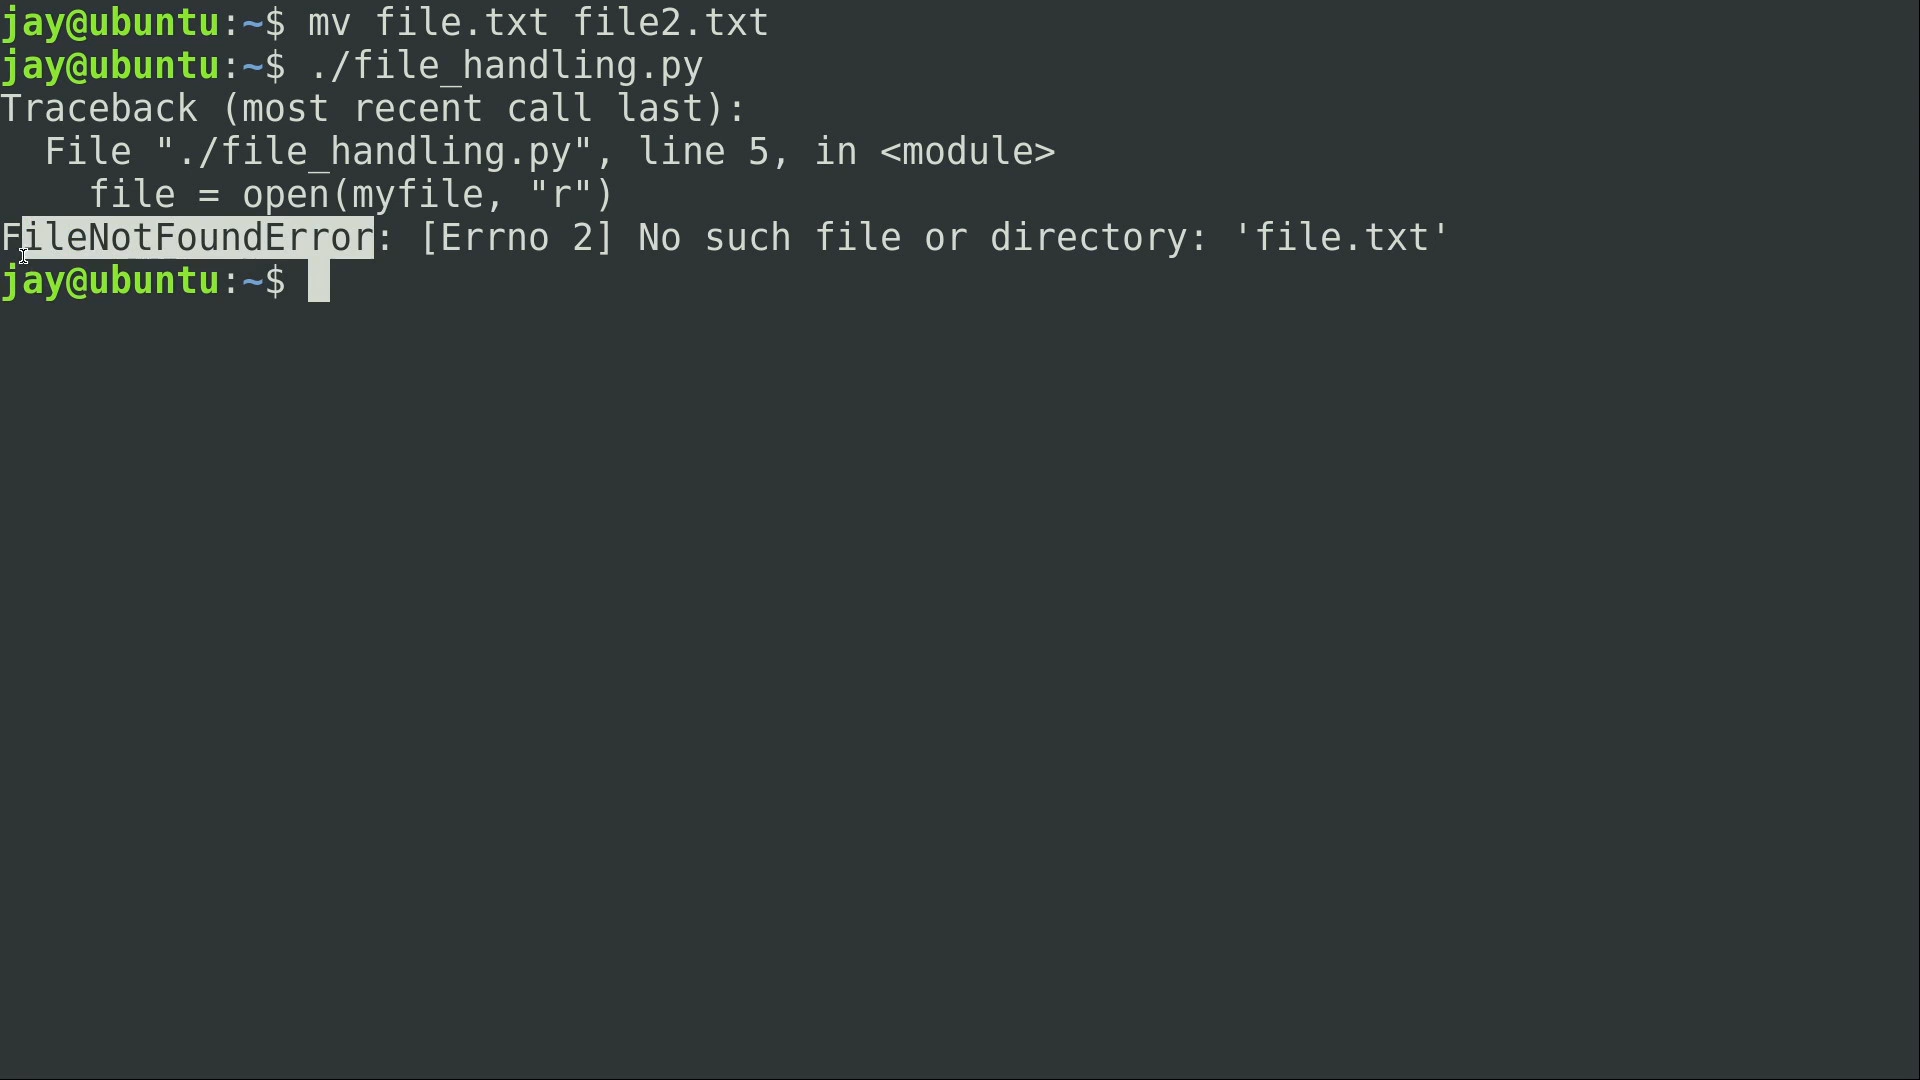 jay@ubuntu:~$ mv file.txt file2.txt
jay@ubuntu:~$ ./file_handling.py
Traceback (most recent call last):
  File "./file_handling.py", line 5, in <module>
    file = open(myfile, "r")
FileNotFoundError: [Errno 2] No such file or directory: 'file.txt'
jay@ubuntu:~$